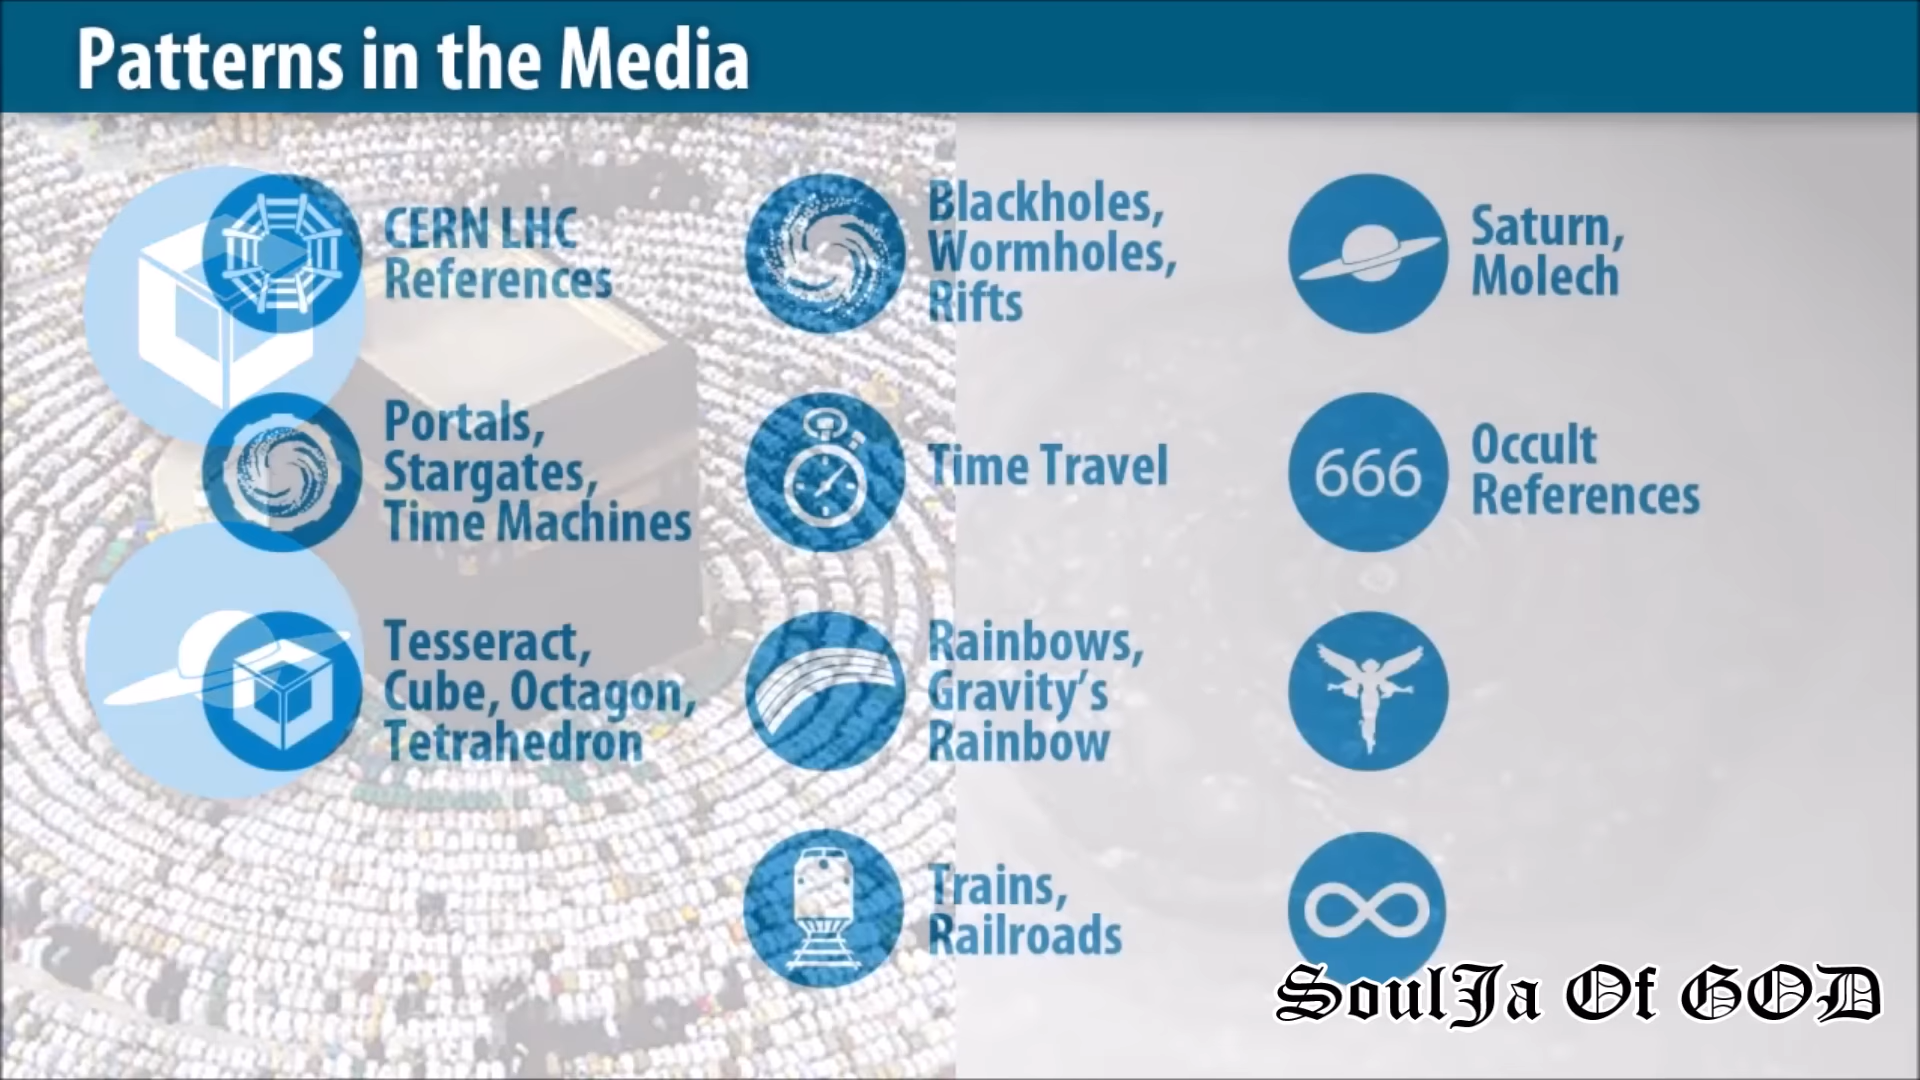 Patterns in the Media
CERN LHC
References
Portals,
Stargates,
Time Machines
Tesseract,
Cube, Octagon,
Tetrahedron
Blackholes,
Wormholes,
Rifts
Time Travel
Rainbows,
Gravity's
Rainbow
Trains,
Railroads
Saturn,
Molech
666
Occult
References
SoulJa Of GOD